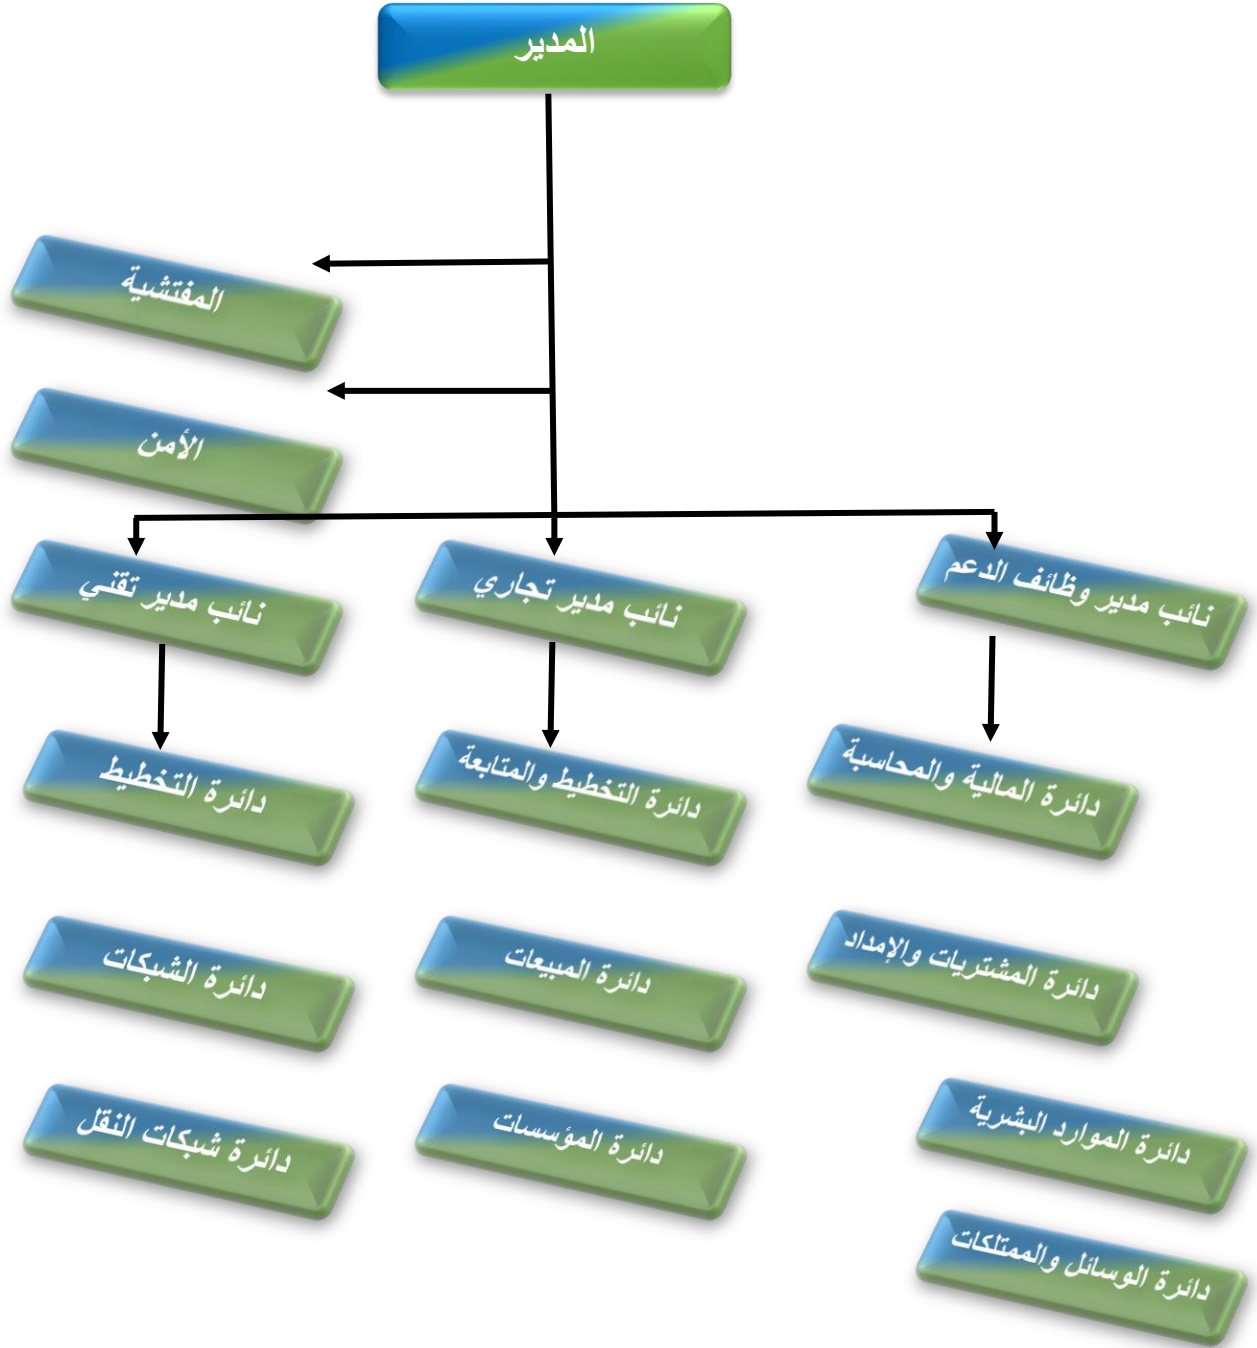 المدير
المفتشية
الأمن
نائب مدير وظائف الدعم
نائب مدير تجاري
نائب مدير تقني
دائرة المالية والمحاسبة
دائرة التخطيط والمتابعة
دائرة التخطيط
دائرة المشتريات والإمداد
دائرة المبيعات
دائرة الشبكات
دائرة الموارد البشرية
دائرة المؤسسات
دائرة شبكات النقل
دائرة الوسائل والممتلكات